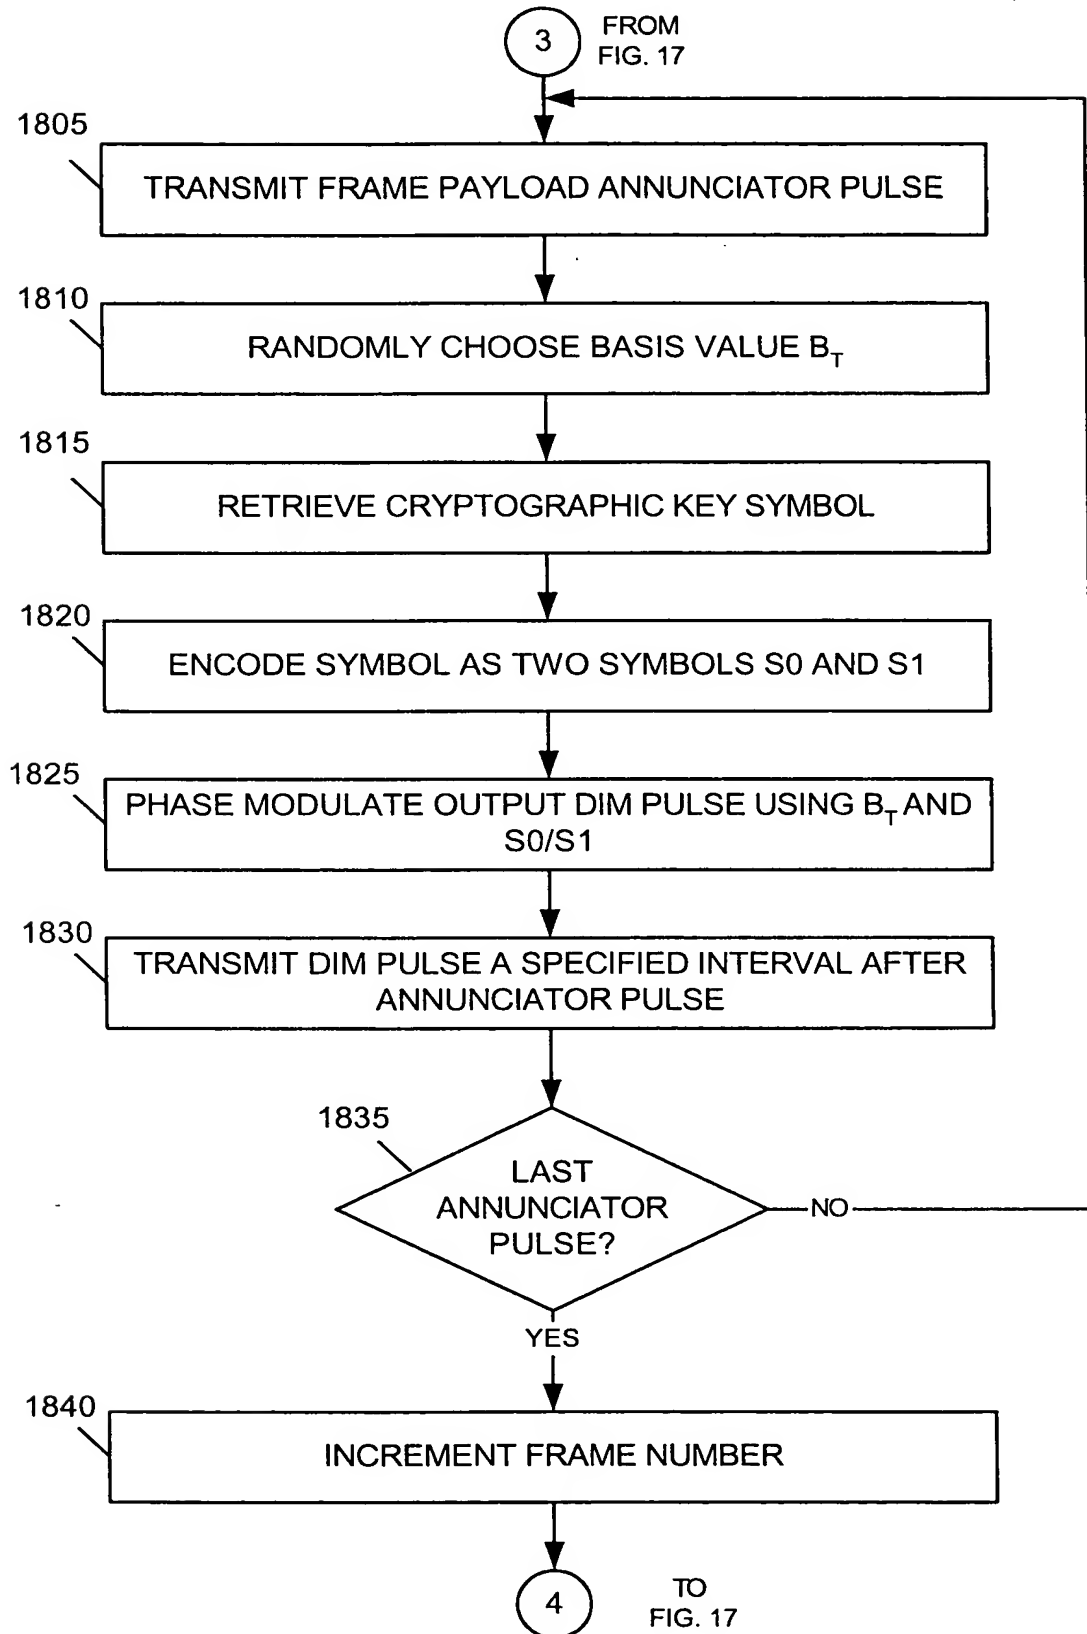 3
FROM
FIG. 17
1805
TRANSMIT FRAME PAYLOAD ANNUNCIATOR PULSE
1810
RANDOMLY CHOOSE BASIS VALUE B_T
1815
RETRIEVE CRYPTOGRAPHIC KEY SYMBOL
1820
ENCODE SYMBOL AS TWO SYMBOLS S0 AND S1
1825
PHASE MODULATE OUTPUT DIM PULSE USING B_T AND
S0/S1
1830
TRANSMIT DIM PULSE A SPECIFIED INTERVAL AFTER
ANNUNCIATOR PULSE
1835
LAST
ANNUNCIATOR
PULSE?
NO
YES
1840
INCREMENT FRAME NUMBER
4
TO
FIG. 17